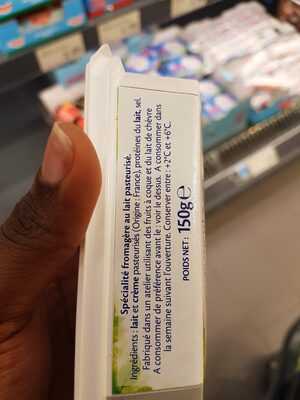 Spécialité fromagère au lait pasteurisé.
Ingrédients : lait et crème pasteurisés (Origine : France), protéines du lait, sel.
Fabriqué dans un atelier utilisant des fruits à coque et du lait de chèvre
A consommer de préférence avant le : voir le dessus. A consommer dans
la semaine suivant l'ouverture. Conserver entre : +2°C et +6°C.
POIDS NET : 150g e